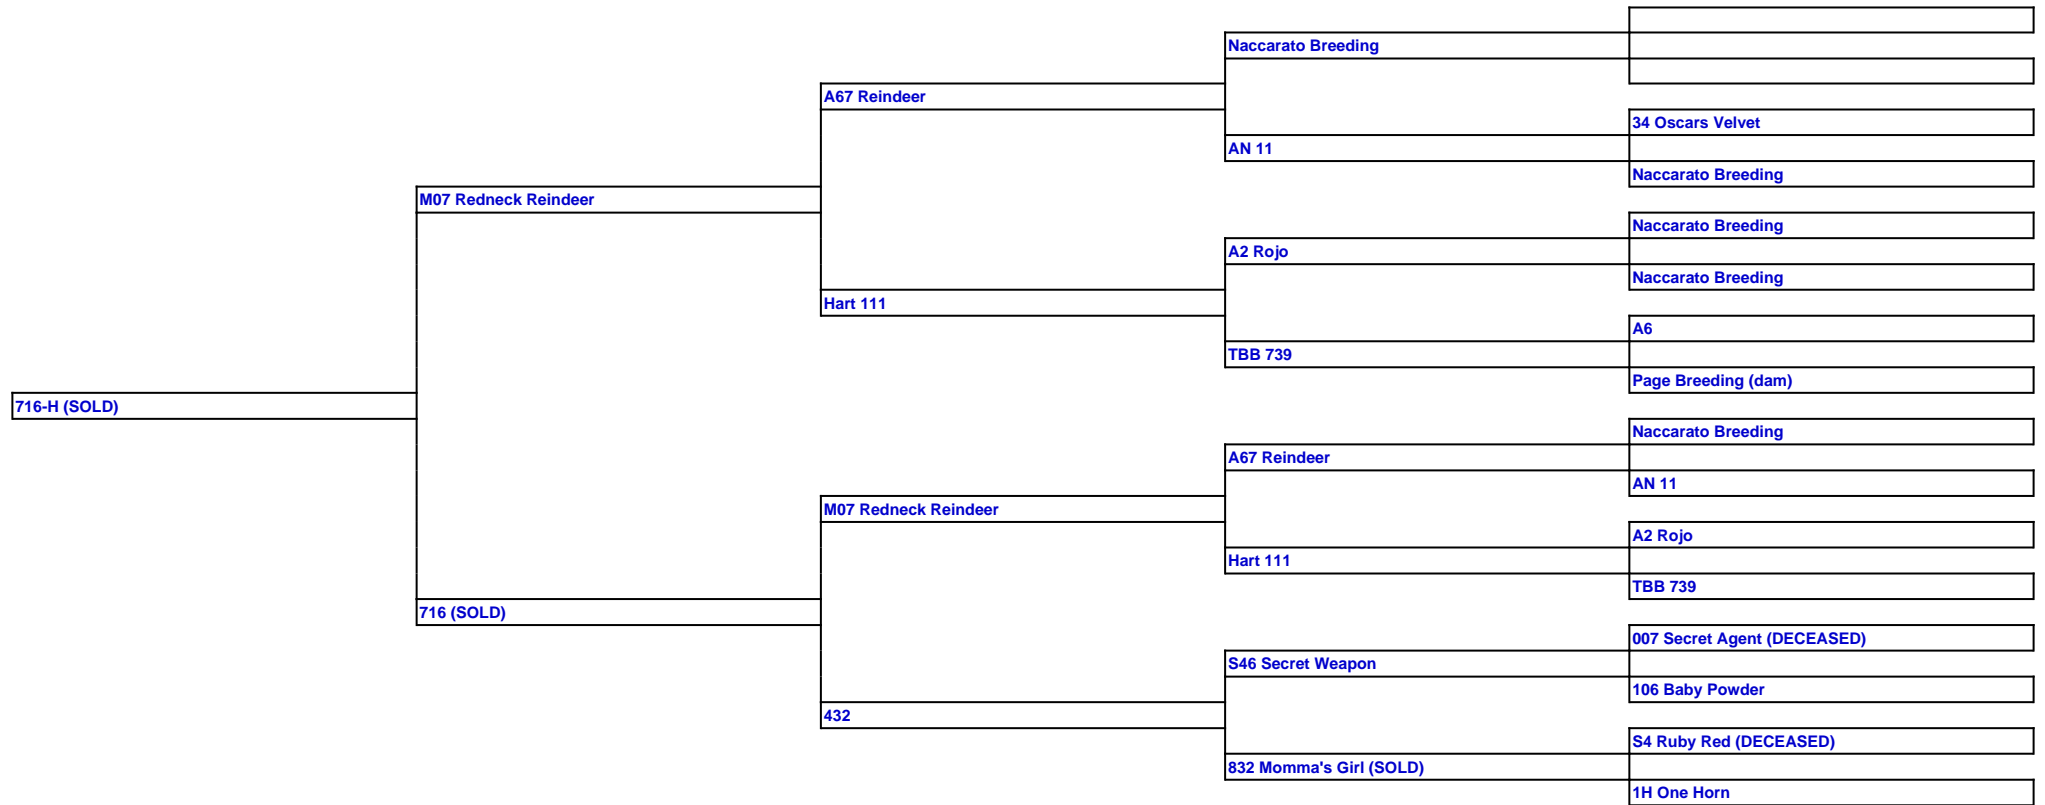 Naccarato Breeding
A67 Reindeer
34 Oscars Velvet
AN 11
Naccarato Breeding
M07 Redneck Reindeer
Naccarato Breeding
A2 Rojo
Naccarato Breeding
Hart 111
A6
TBB 739
Page Breeding (dam)
716-H (SOLD)
Naccarato Breeding
A67 Reindeer
AN 11
M07 Redneck Reindeer
A2 Rojo
Hart 111
TBB 739
716 (SOLD)
007 Secret Agent (DECEASED)
S46 Secret Weapon
106 Baby Powder
432
S4 Ruby Red (DECEASED)
832 Momma's Girl (SOLD)
1H One Horn